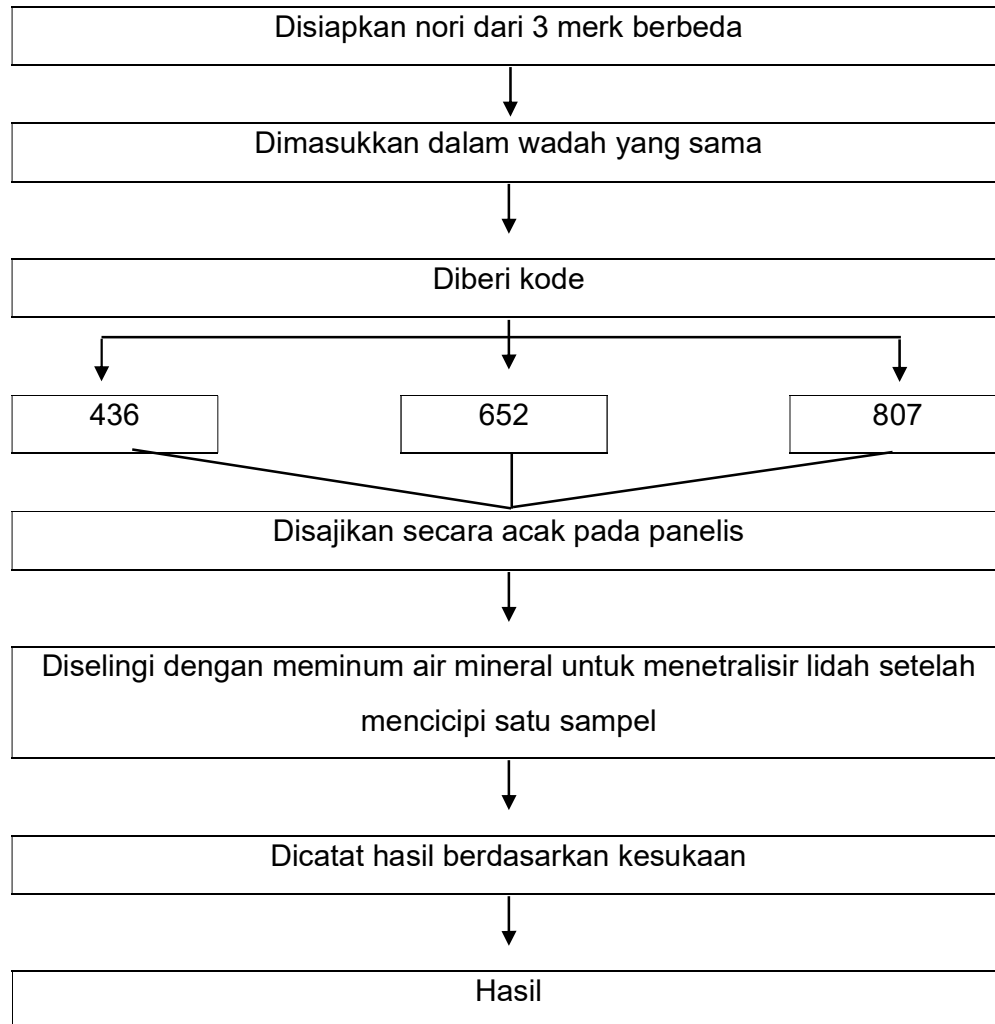 Disiapkan nori dari 3 merk berbeda
Dimasukkan dalam wadah yang sama
Diberi kode
436
652
807
Disajikan secara acak pada panelis
Diselingi dengan meminum air mineral untuk menetralisir lidah setelah
mencicipi satu sampel
Dicatat hasil berdasarkan kesukaan
Hasil